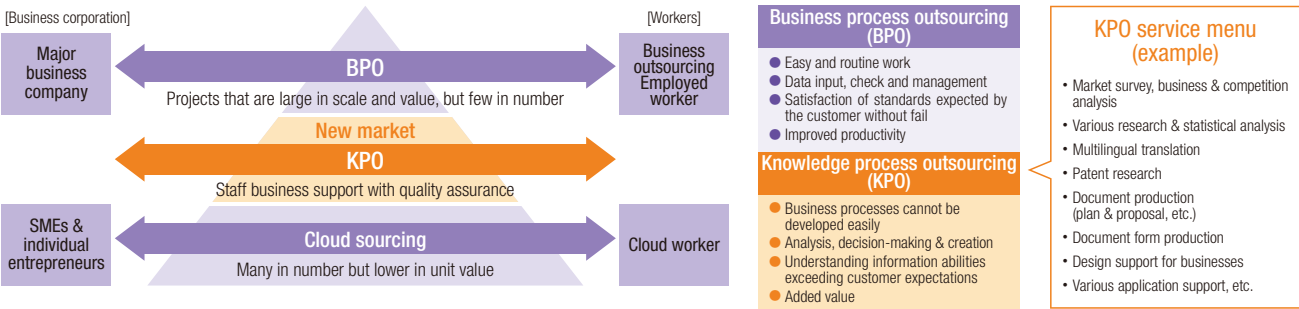 [Business corporation]
[Workers]
Major
business
company
BPO
Projects that are large in scale and value, but few in number
Business
outsourcing
Employed
worker
New market
KPO
Staff business support with quality assurance
SMEs &
individual
entrepreneurs
Cloud sourcing
Many in number but lower in unit value
Cloud worker
Business process outsourcing
(BPO)
Easy and routine work
Data input, check and management
Satisfaction of standards expected by
the customer without fail
Improved productivity
Knowledge process outsourcing
(KPO)
Business processes cannot be
developed easily
Analysis, decision-making & creation
Understanding information abilities
exceeding customer expectations
Added value
KPO service menu
(example)
• Market survey, business & competition
analysis
• Various research & statistical analysis
• Multilingual translation
• Patent research
• Document production
(plan & proposal, etc.)
• Document form production
• Design support for businesses
• Various application support, etc.